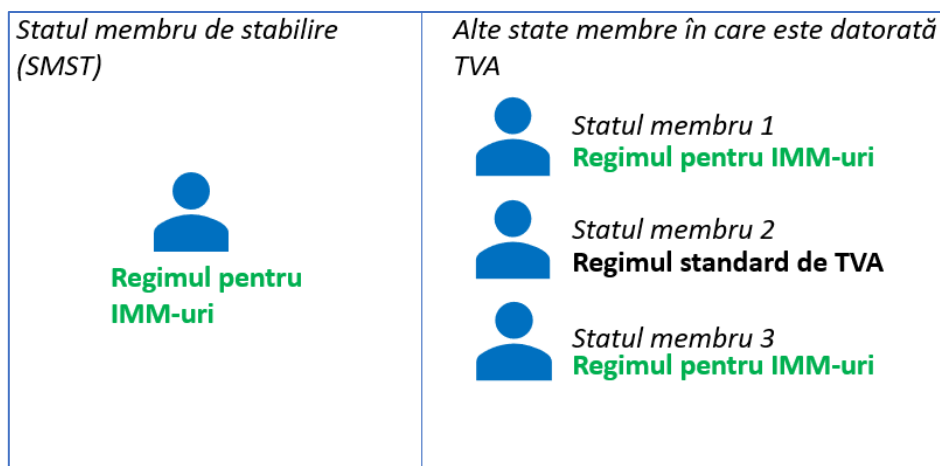 Statul membru de stabilire
(SMST)
Regimul pentru
IMM-uri
Alte state membre în care este datorată
TVA
Statul membru 1
Regimul pentru IMM-uri
Statul membru 2
Regimul standard de TVA
Statul membru 3
Regimul pentru IMM-uri